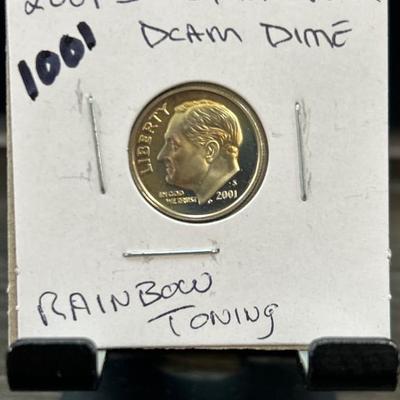 1001
DCAM DIME
LIBERTY
IN GOD
WE TRUST
S
2001
RAINBOW
TONING